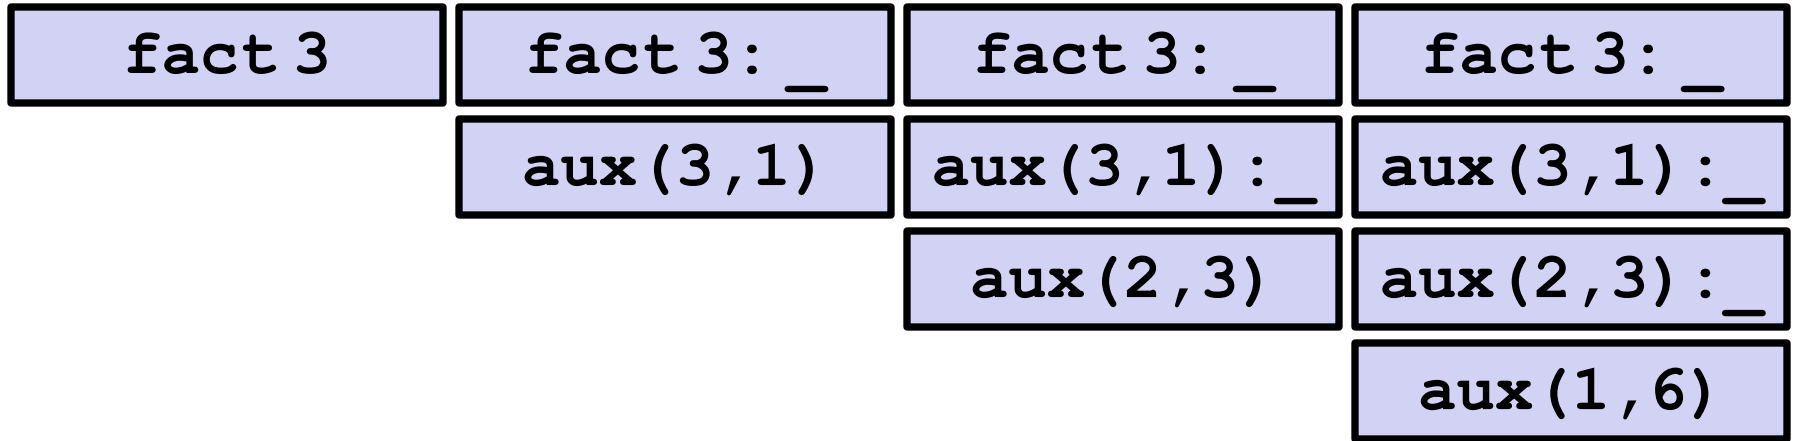 fact 3 fact 3: _ fact 3: _ fact 3: _
aux(3,1) aux(3,1):_ aux(3,1):_
aux(2,3) aux(2,3):_
aux(1,6)